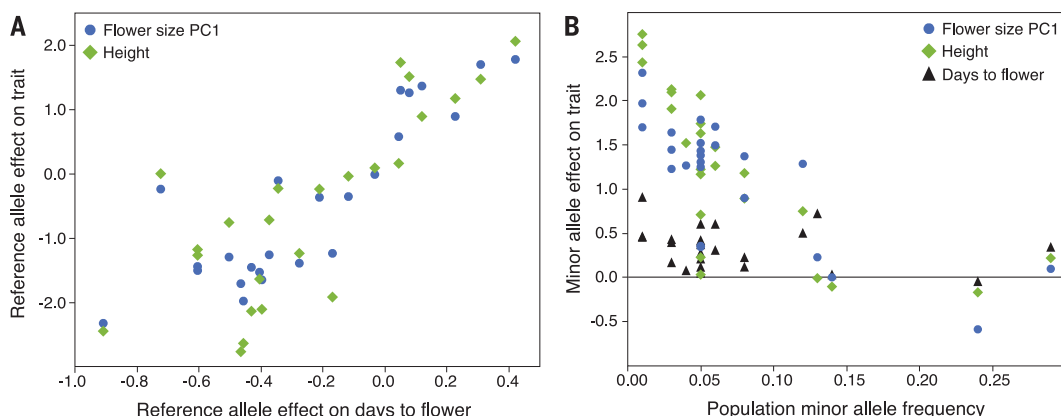 A
Flower size PC1
Height
2.0
1.0
0.0
-1.0
-2.0
-1.0
-0.8
-0.6
-0.4
-0.2
0.0
0.2
0.4
Reference allele effect on trait
Reference allele effect on days to flower
B
Flower size PC1
Height
Days to flower
2.5
2.0
1.5
1.0
0.5
0.0
-0.5
0.00
0.05
0.10
0.15
0.20
0.25
Minor allele effect on trait
Population minor allele frequency